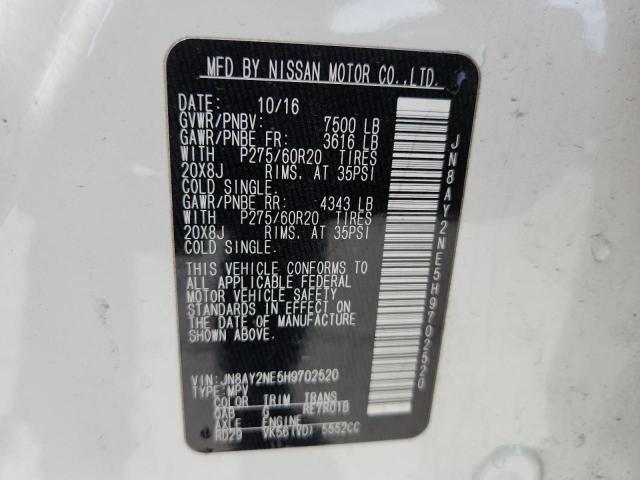 MFD BY NISSAN MOTOR CO.,LTD.
DATE: 10/16
GVWR/PNBV: 7500 LB
GAWR/PNBE FR: 3616 LB
WITH P275/60R20 TIRES
20X8J RIMS, AT 35PSI
COLD SINGLE.
GAWR/PNBE RR: 4343 LB
WITH P275/60R20 TIRES
20X8J RIMS, AT 35PSI
COLD SINGLE.
THIS VEHICLE CONFORMS TO
ALL APPLICABLE FEDERAL
MOTOR VEHICLE SAFETY
STANDARDS IN EFFECT ON
THE DATE OF MANUFACTURE
SHOWN ABOVE.
VIN: JN8AY2NE5H9702520
TYPE: MPV
COLOR TRIM TRANS
QAB G RE7R01B
AXLE ENGINE
RD29 VK56(VD) 5552CC
JN8AY2NE5H9702520